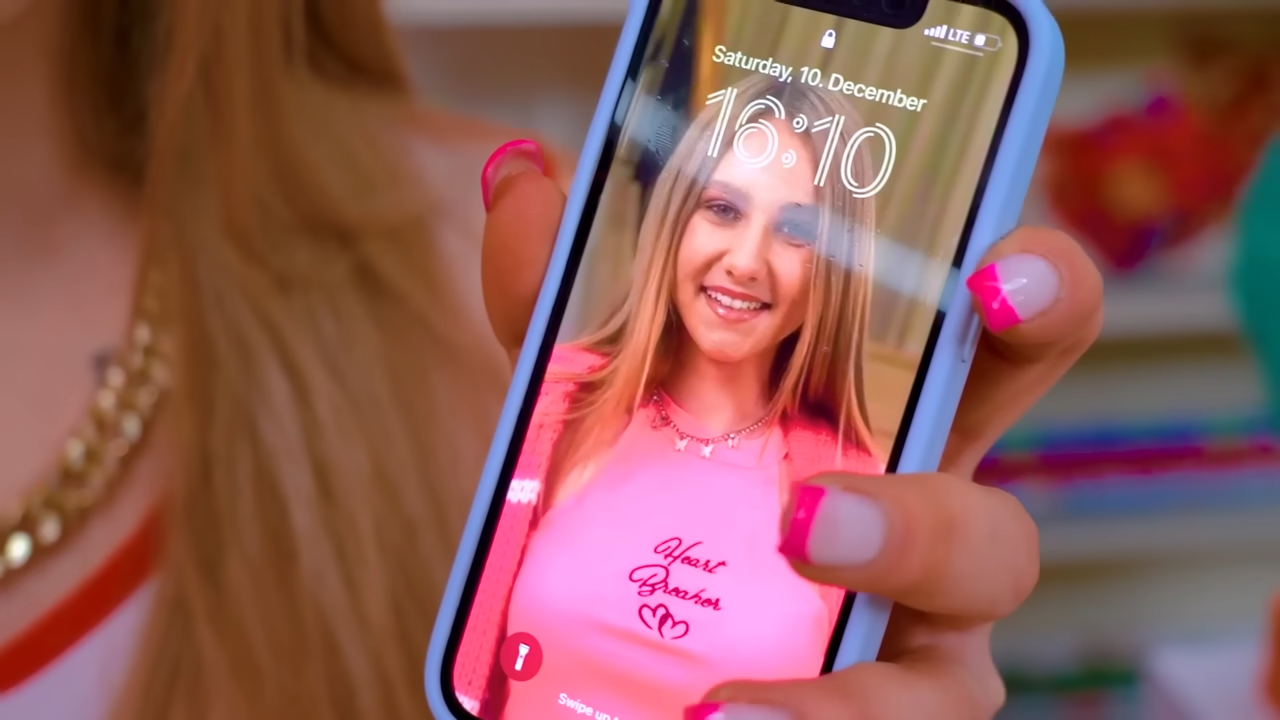 LTE
Saturday, 10. December
16:10
Heart
Breaker
Swipe up